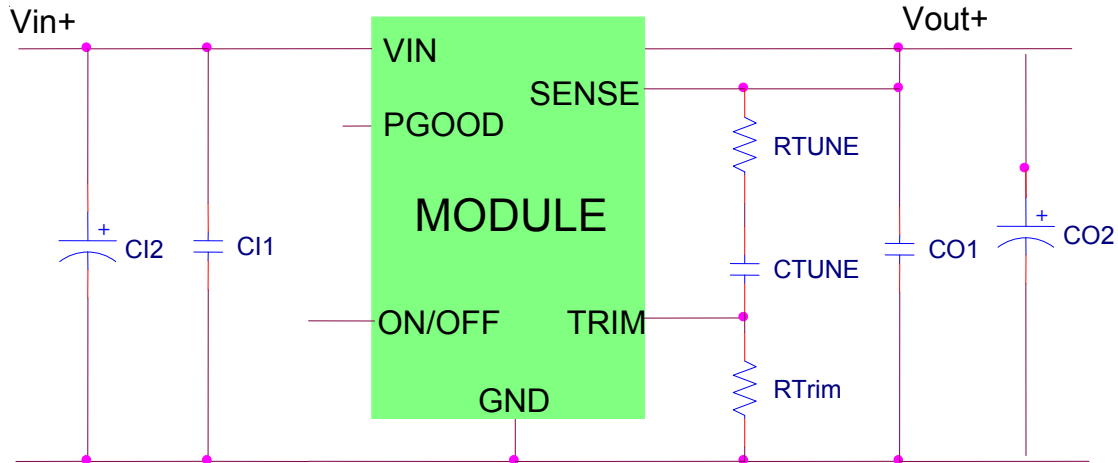 Vin+
Vout+
VIN
SENSE
PGOOD
RTUNE
MODULE
+
CI2
CI1
CTUNE
CO1
+
CO2
ON/OFF
TRIM
RTrim
GND